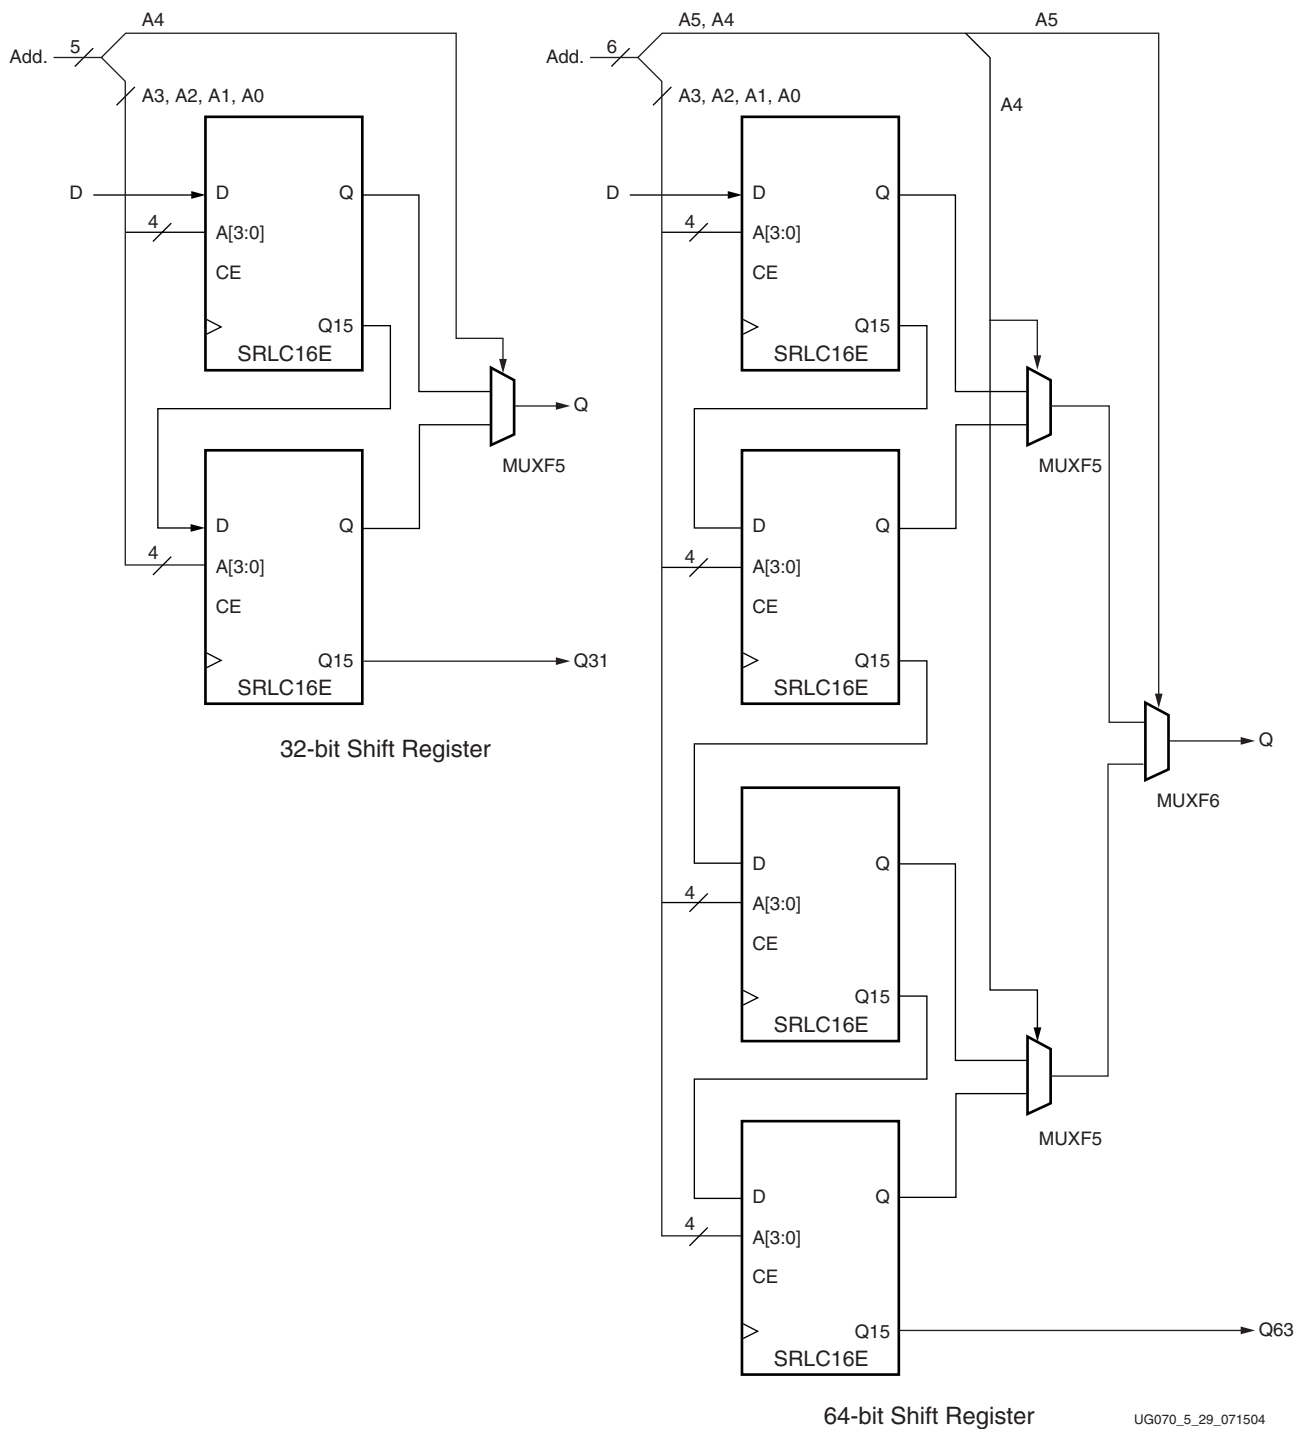 A4
5
Add.
A3, A2, A1, A0
D
D
Q
4
A[3:0]
CE
Q15
SRLC16E
Q
MUXF5
D
Q
4
A[3:0]
CE
Q15
Q31
SRLC16E
32-bit Shift Register
A5, A4
A5
6
Add.
A3, A2, A1, A0
A4
D
D
Q
4
A[3:0]
CE
Q15
SRLC16E
MUXF5
D
Q
4
A[3:0]
CE
Q15
SRLC16E
Q
MUXF6
D
Q
4
A[3:0]
CE
Q15
SRLC16E
MUXF5
D
Q
4
A[3:0]
CE
Q15
Q63
SRLC16E
64-bit Shift Register
UG070_5_29_071504